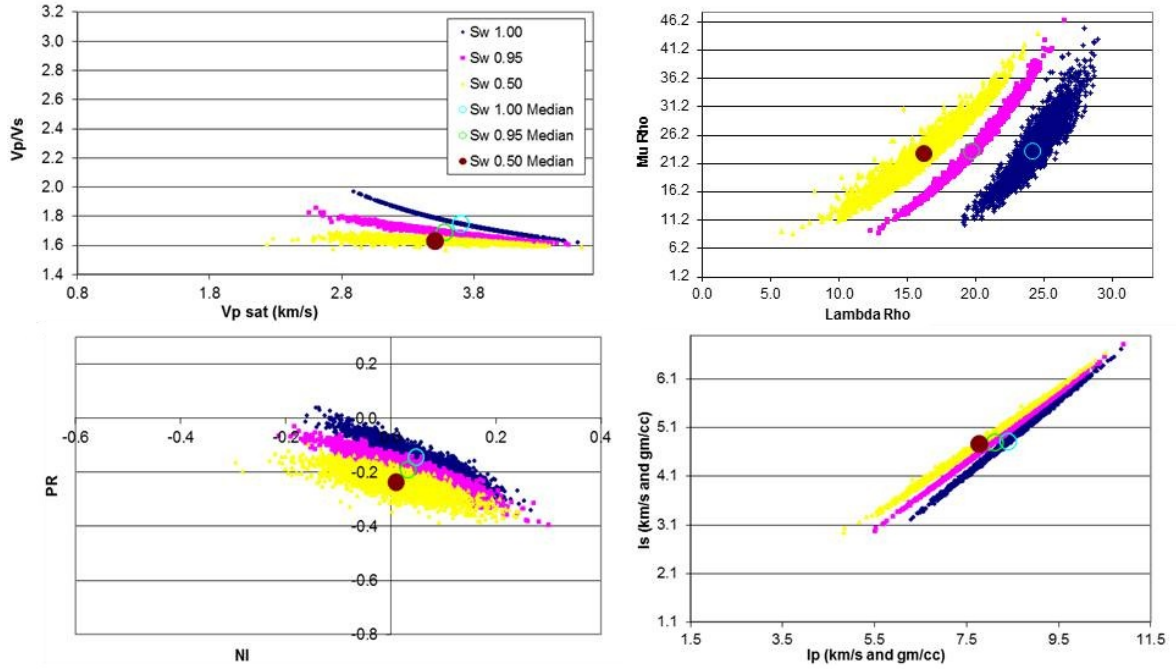 3.2
3.0
2.8
2.6
2.4
2.2
2.0
1.8
1.6
1.4
Vp/Vs
Sw 1.00
Sw 0.95
Sw 0.50
Sw 1.00 Median
Sw 0.95 Median
Sw 0.50 Median
0.8 1.8 2.8 3.8
Vp sat (km/s)
46.2
41.2
36.2
31.2
26.2
21.2
16.2
11.2
6.2
1.2
Mu Rho
0.0 5.0 10.0 15.0 20.0 25.0 30.0
Lambda Rho
0.2
0.0
-0.6 -0.4 -0.2 0.2 0.4
-0.2
-0.4
-0.6
-0.8
PR
NI
6.1
5.1
4.1
3.1
2.1
1.1
Is (km/s and gm/cc)
1.5 3.5 5.5 7.5 9.5 11.5
Ip (km/s and gm/cc)